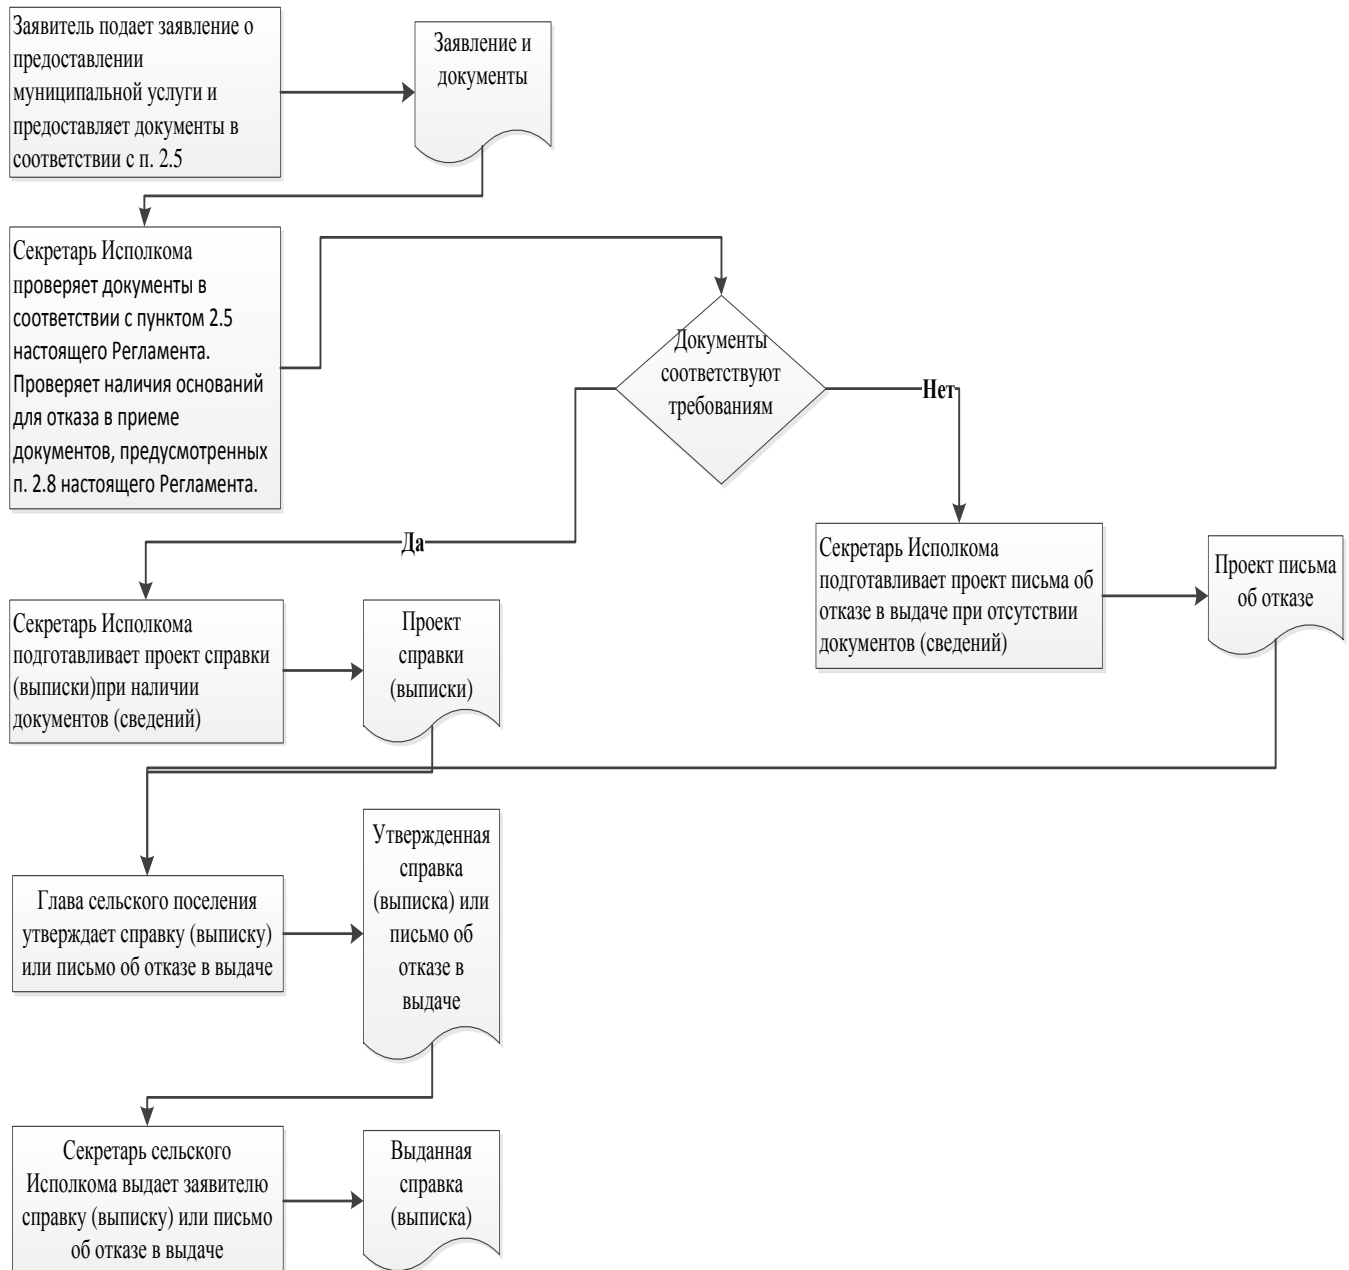 Заявитель подает заявление о
предоставлении
муниципальной услуги и
предоставляет документы в
соответствии с п. 2.5
Заявление и
документы
Секретарь Исполкома
проверяет документы в
соответствии с пунктом 2.5
настоящего Регламента.
Проверяет наличия оснований
для отказа в приеме
документов, предусмотренных
п. 2.8 настоящего Регламента.
Документы
соответствуют
требованиям
Нет
Да
Секретарь Исполкома
подготавливает проект письма об
отказе в выдаче при отсутствии
документов (сведений)
Проект письма
об отказе
Секретарь Исполкома
подготавливает проект справки
(выписки)при наличии
документов (сведений)
Проект
справки
(выписки)
Глава сельского поселения
утверждает справку (выписку)
или письмо об отказе в выдаче
Утвержденная
справка
(выписка) или
письмо об
отказе в
выдаче
Секретарь сельского
Исполкома выдает заявителю
справку (выписку) или письмо
об отказе в выдаче
Выданная
справка
(выписка)